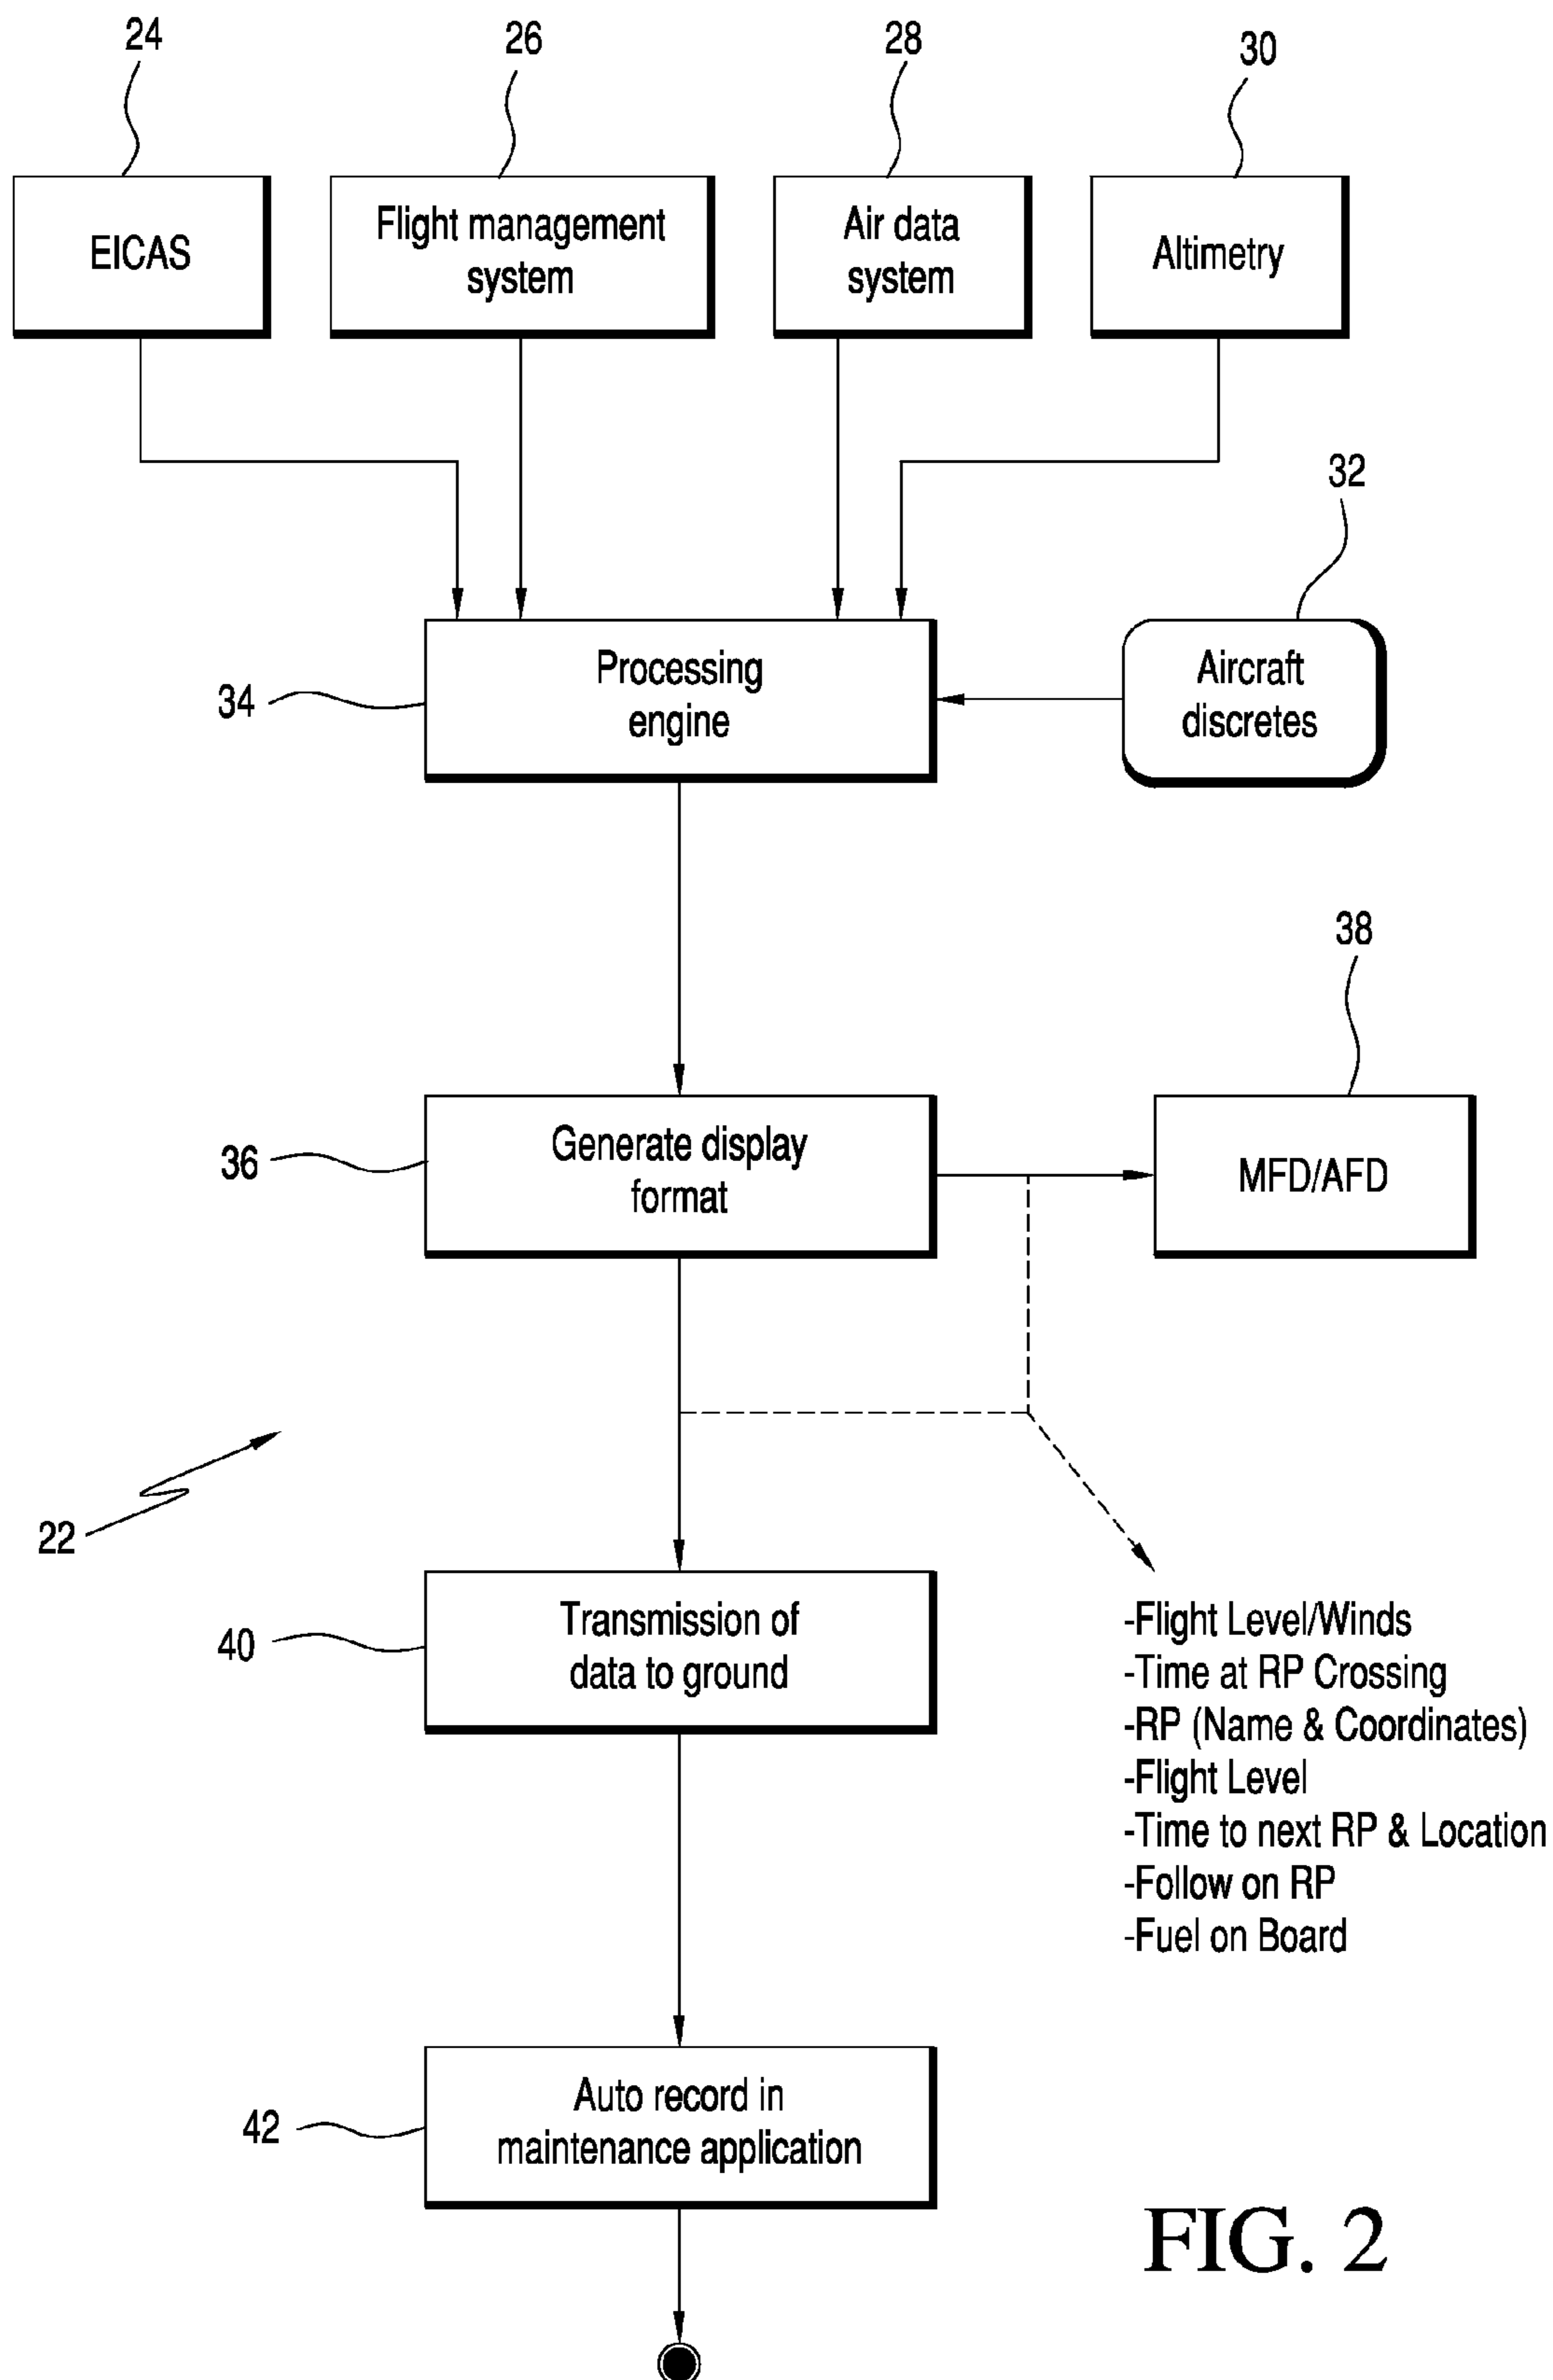 24
26
28
30
EICAS
Flight management
system
Air data
system
Altimetry
32
34
Processing
engine
Aircraft
discretes
38
36
Generate display
format
MFD/AFD
22
40
Transmission of
data to ground
-Flight Level/Winds
-Time at RP Crossing
-RP (Name & Coordinates)
-Flight Level
-Time to next RP & Location
-Follow on RP
-Fuel on Board
42
Auto record in
maintenance application
FIG. 2